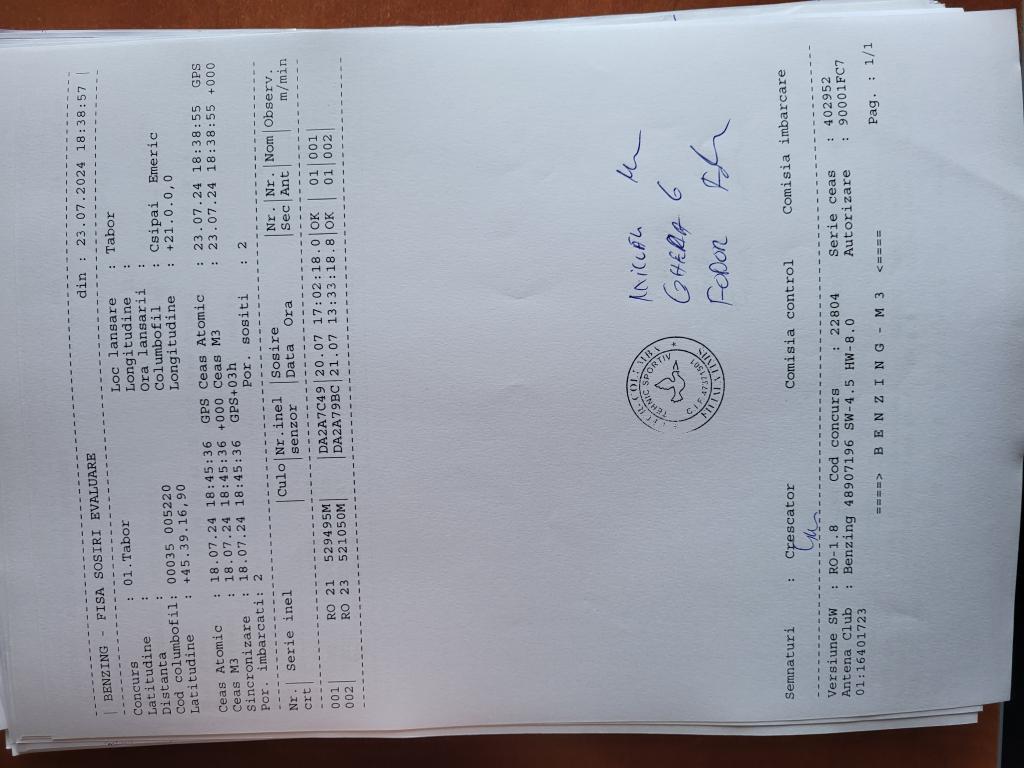 din : 23.07.2024 18:38:57 |
| BENZING - FISA SOSIRI EVALUARE
Concurs : 01.Tabor Loc lansare : Tabor
Latitudine : Longitudine :
Distanta : Ora lansarii :
Cod columbofil: 00035 005220 Columbofil : Csipai Emeric
Latitudine : +45.39.16,90 Longitudine : +21.0.0,0
Ceas Atomic : 18.07.24 18:45:36 GPS Ceas Atomic : 23.07.24 18:38:55 GPS
Ceas M3 : 18.07.24 18:45:36 +000 Ceas M3 : 23.07.24 18:38:55 +000
Sincronizare : 18.07.24 18:45:36 GPS+03h
Por. imbarcati: 2 Por. sositi : 2
Nr.| Serie inel |Culo|Nr.inel |Sosire |Nr. |Nr. |Nom|Observ.
crt| | |senzor |Data Ora |Sec|Ant | | m/min
001| RO 21 529495M| |DA2A7C49|20.07 17:02:18.0|OK | 01|001|
002| RO 23 521050M| |DA2A79BC|21.07 13:33:18.8|OK | 01|002|
GHERA G
FODOR
COLUMBA
TEHNIC SPORTIV
C.I.F.
Semnaturi : Crescator Comisia control Comisia imbarcare
Versiune SW : RO-1.8 Cod concurs : 22804 Serie ceas : 402952
Antena Club : Benzing 48907196 SW-4.5 HW-8.0 Autorizare : 90001FC7
01:16401723
====> B E N Z I N G - M 3 <====
Pag. : 1/1